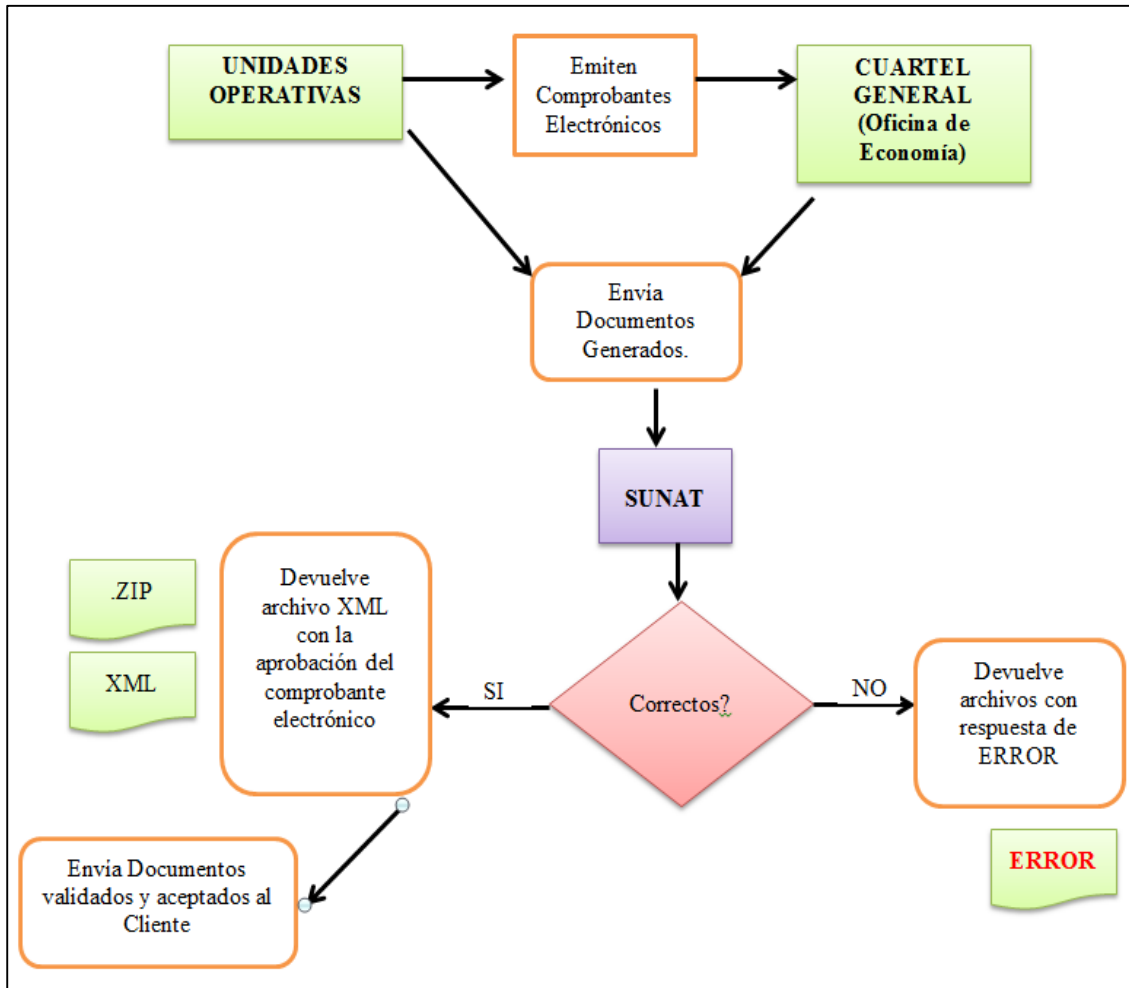 UNIDADES
OPERATIVAS
Emiten
Comprobantes
Electrónicos
CUARTEL
GENERAL
(Oficina de
Economía)
Envía
Documentos
Generados.
SUNAT
.ZIP
XML
Devuelve
archivo XML
con la
aprobación del
comprobante
electrónico
SI
Correctos?
NO
Devuelve
archivos con
respuesta de
ERROR
ERROR
Envía Documentos
validados y aceptados al
Cliente